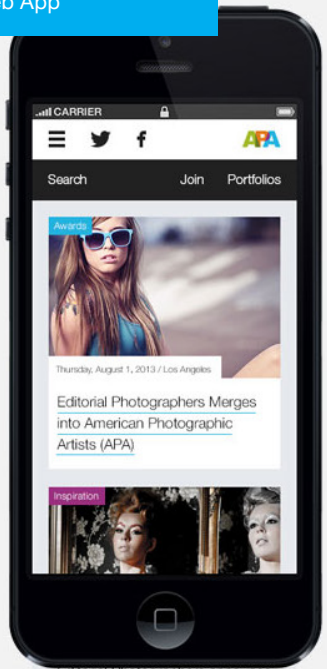 eb App
CARRIER
APA
Search Join Portfolios
Awards
Thursday, August 1, 2013 / Los Angeles
Editorial Photographers Merges
into American Photographic
Artists (APA)
Inspiration